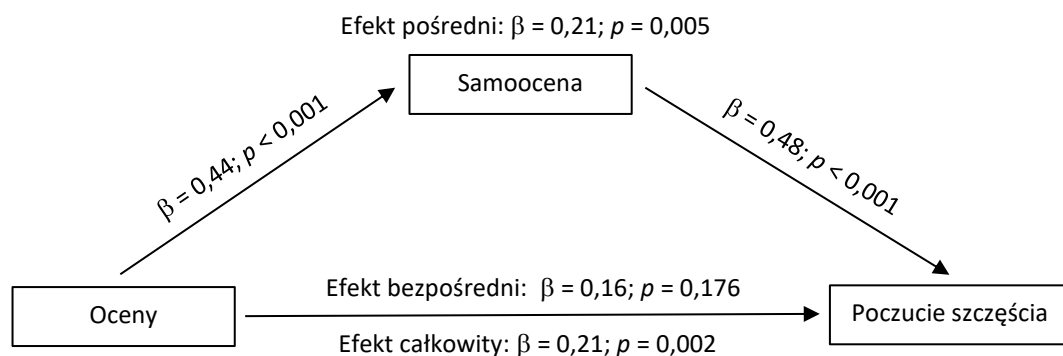 Efekt pośredni: β = 0,21; p = 0,005
Samoocena
β = 0,44; p < 0,001
β = 0,48; p < 0,001
Oceny
Efekt bezpośredni: β = 0,16; p = 0,176
Efekt całkowity: β = 0,21; p = 0,002
Poczucie szczęścia